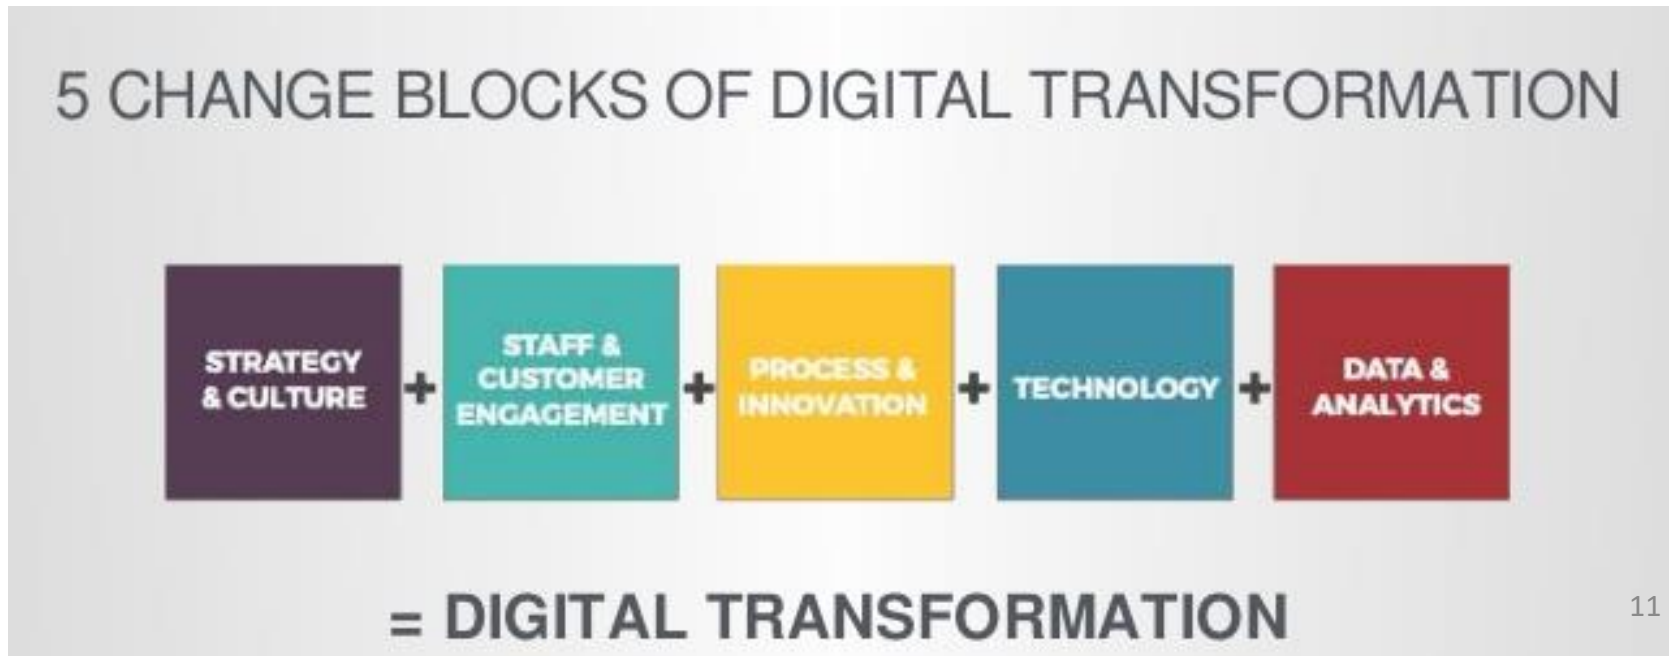 5 CHANGE BLOCKS OF DIGITAL TRANSFORMATION
STRATEGY
& CULTURE
+
STAFF &
CUSTOMER
ENGAGEMENT
+
PROCESS &
INNOVATION
+
TECHNOLOGY
+
DATA &
ANALYTICS
= DIGITAL TRANSFORMATION
11